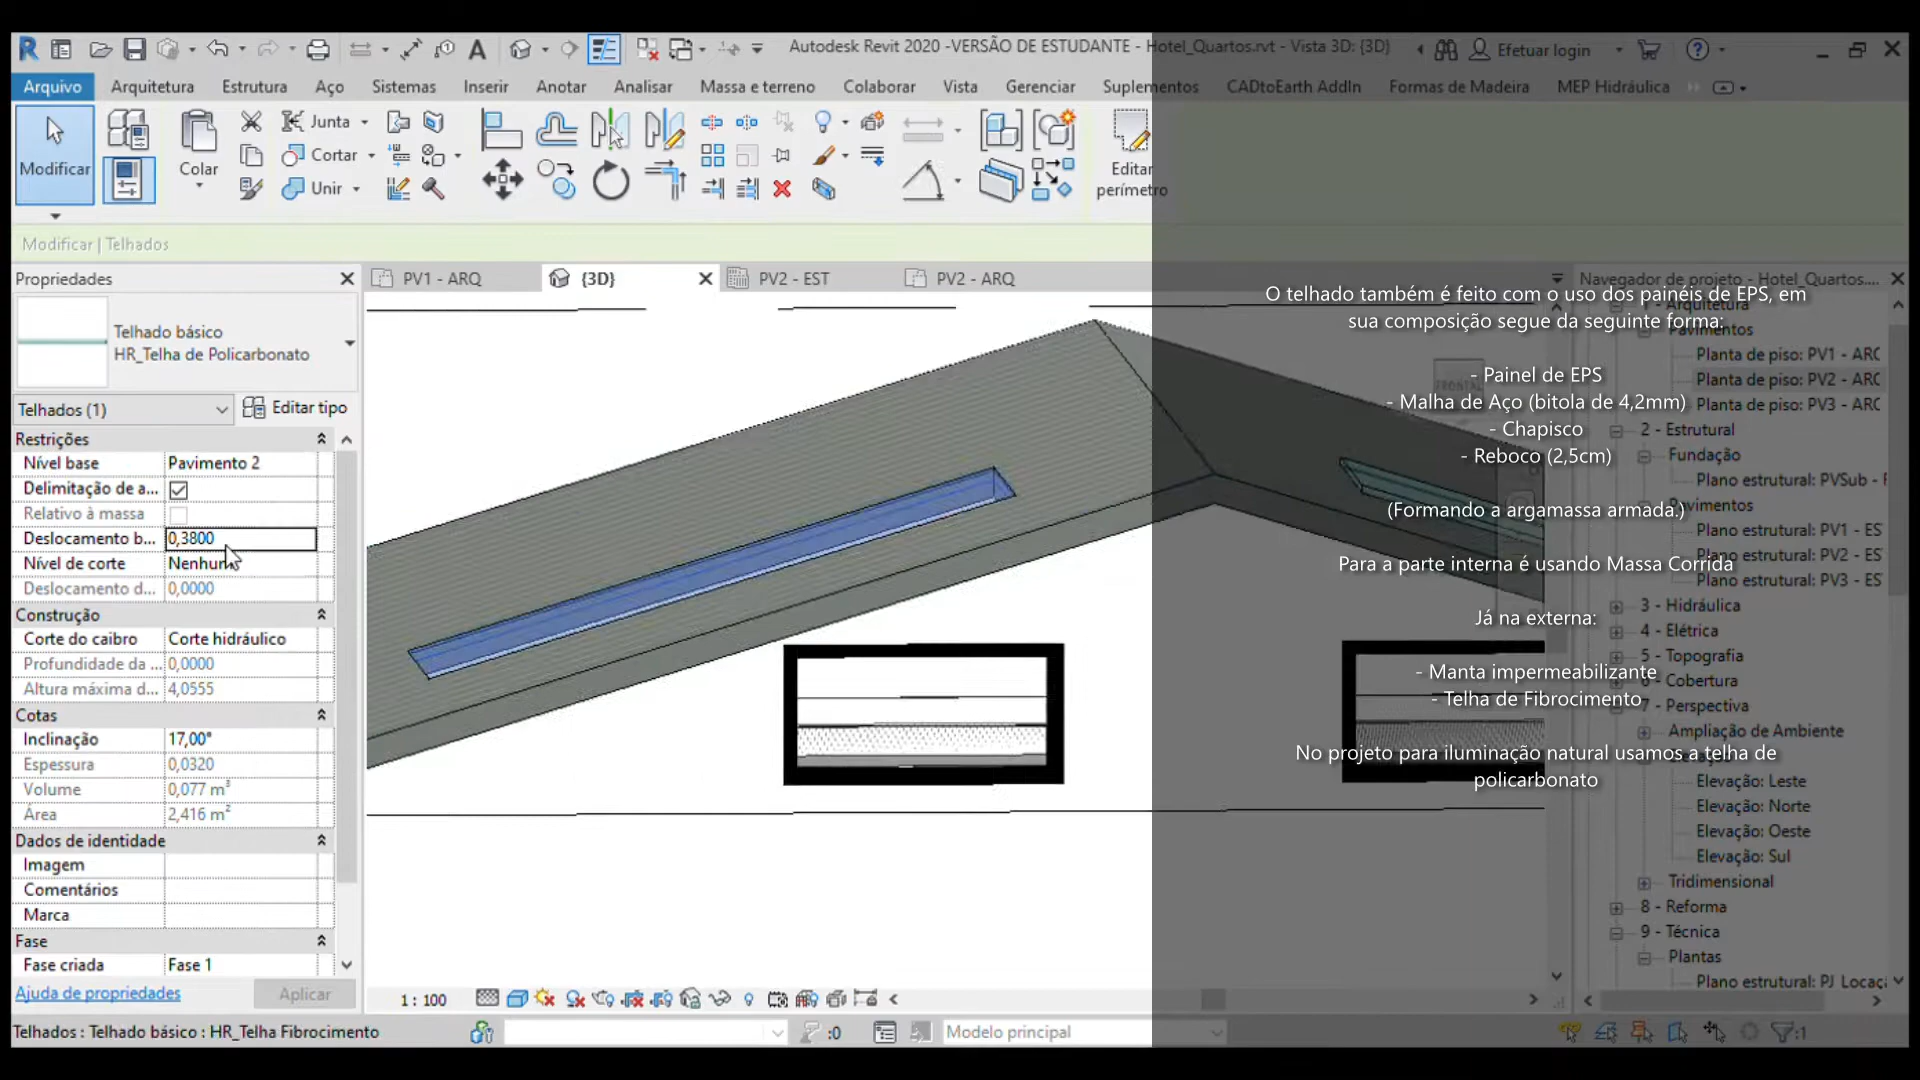 Autodesk Revit 2020 -VERSÃO DE ESTUDANTE - Hotel_Quartos.rvt - Vista 3D: {3D}
Efetuar login
Arquivo
Arquitetura
Estrutura
Aço
Sistemas
Inserir
Anotar
Analisar
Massa e terreno
Colaborar
Vista
Gerenciar
Suplementos
CADtoEarth AddIn
Formas de Madeira
MEP Hidráulica
Modificar
Colar
Junta
Cortar
Unir
Editar
perímetro
Modificar | Telhados
Propriedades
Telhado básico
HR_Telha de Policarbonato
Telhados (1)
Editar tipo
Restrições
Nível base Pavimento 2
Delimitação de a...
Relativo à massa
Deslocamento b... 0,3800
Nível de corte Nenhum
Deslocamento d... 0,0000
Construção
Corte do caibro Corte hidráulico
Profundidade da ... 0,0000
Altura máxima d... 4,0555
Cotas
Inclinação 17,00°
Espessura 0,0320
Volume 0,077 m³
Área 2,416 m²
Dados de identidade
Imagem
Comentários
Marca
Fase
Fase criada Fase 1
Ajuda de propriedades
Aplicar
PV1 - ARQ
{3D}
PV2 - EST
PV2 - ARQ
O telhado também é feito com o uso dos painéis de EPS, em
sua composição segue da seguinte forma:
- Painel de EPS
- Malha de Aço (bitola de 4,2mm)
- Chapisco
- Reboco (2,5cm)
(Formando a argamassa armada.)
Para a parte interna é usando Massa Corrida
Já na externa:
- Manta impermeabilizante
- Telha de Fibrocimento
No projeto para iluminação natural usamos a telha de
policarbonato
FRONTAL
Navegador de projeto - Hotel_Quartos....
1 - Arquitetura
Pavimentos
Planta de piso: PV1 - ARC
Planta de piso: PV2 - ARC
Planta de piso: PV3 - ARC
2 - Estrutural
Fundação
Plano estrutural: PVSub - F
Pavimentos
Plano estrutural: PV1 - ES
Plano estrutural: PV2 - ES
Plano estrutural: PV3 - ES
3 - Hidráulica
4 - Elétrica
5 - Topografia
6 - Cobertura
7 - Perspectiva
Ampliação de Ambiente
Elevação: Leste
Elevação: Norte
Elevação: Oeste
Elevação: Sul
Tridimensional
8 - Reforma
9 - Técnica
Plantas
Plano estrutural: PJ_Locaç
1 : 100
Telhados : Telhado básico : HR_Telha Fibrocimento
:0
Modelo principal
:1